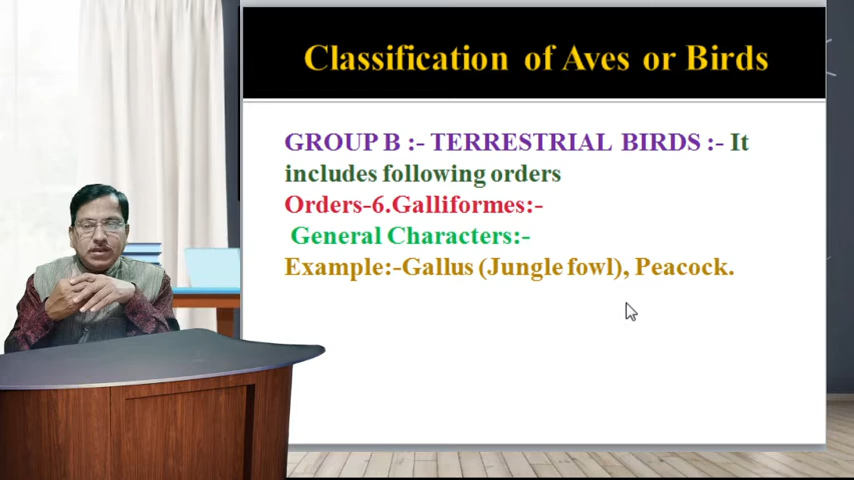 Classification of Aves or Birds
GROUP B :- TERRESTRIAL BIRDS :- It
includes following orders
Orders-6.Galliformes:-
General Characters:-
Example:-Gallus (Jungle fowl), Peacock.